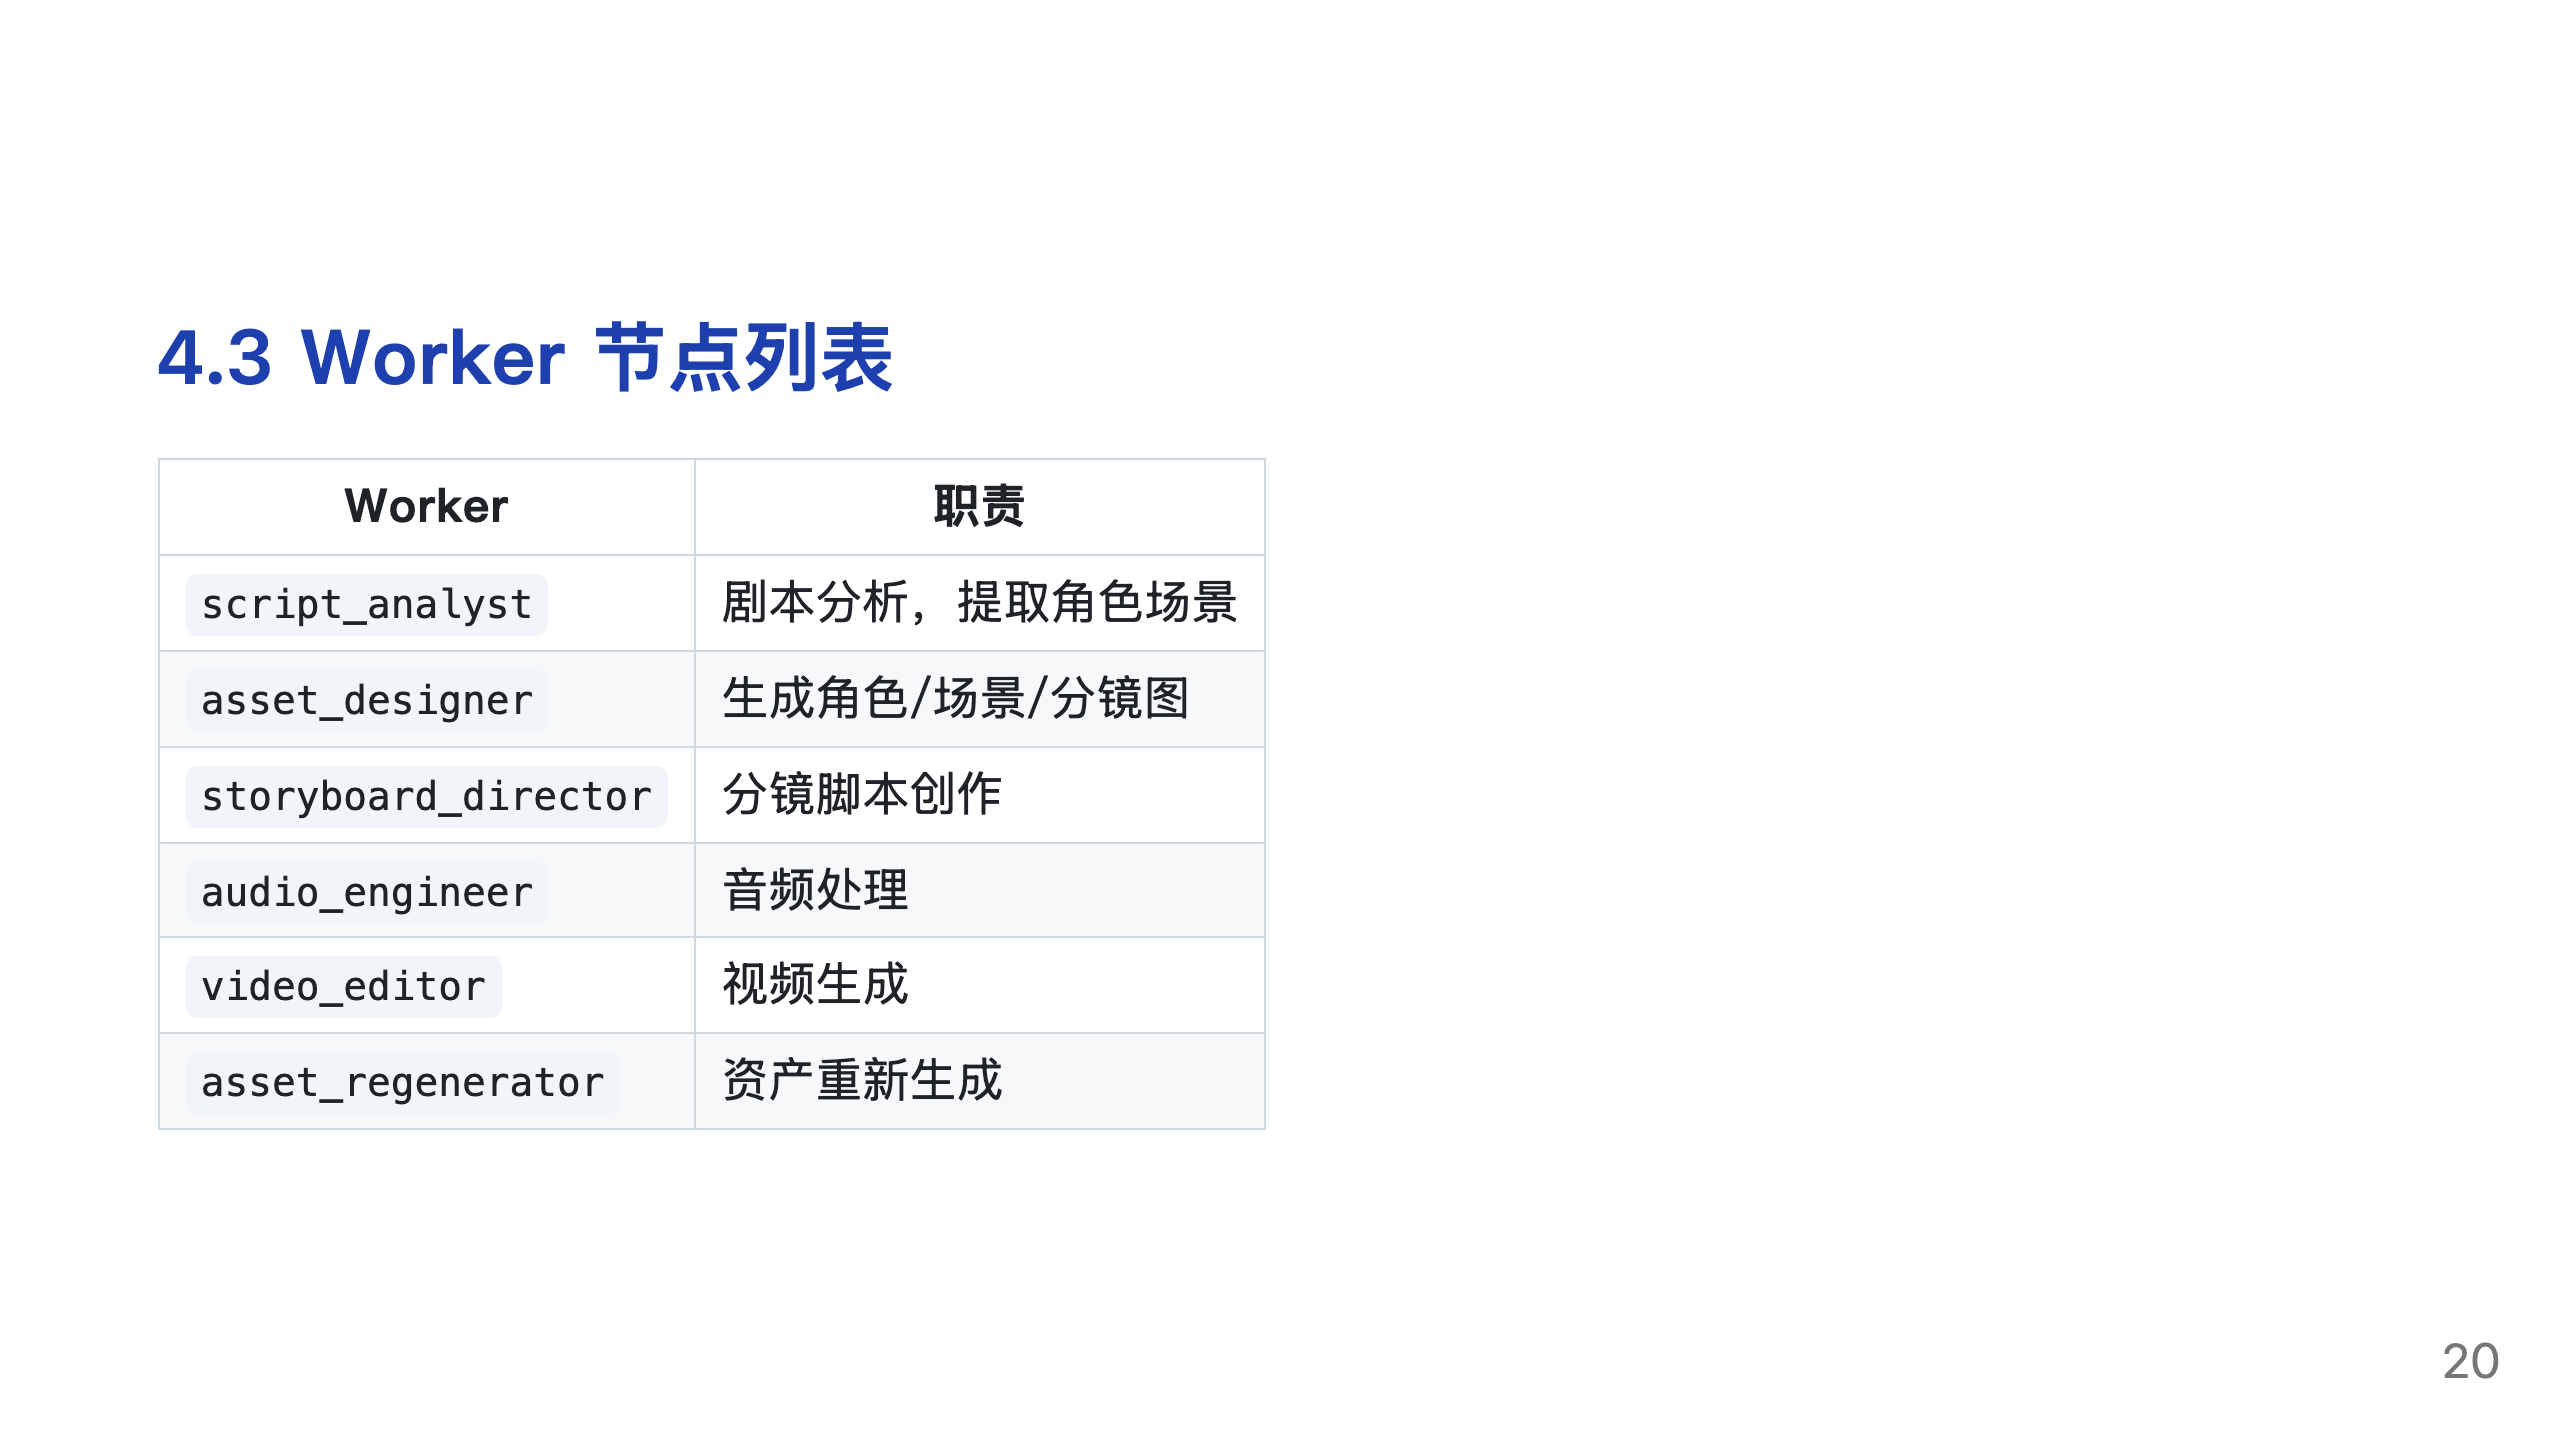 4.3 Worker 节点列表
Worker 职责
script_analyst 剧本分析，提取角色场景
asset_designer 生成角色/场景/分镜图
storyboard_director 分镜脚本创作
audio_engineer 音频处理
video_editor 视频生成
asset_regenerator 资产重新生成
20